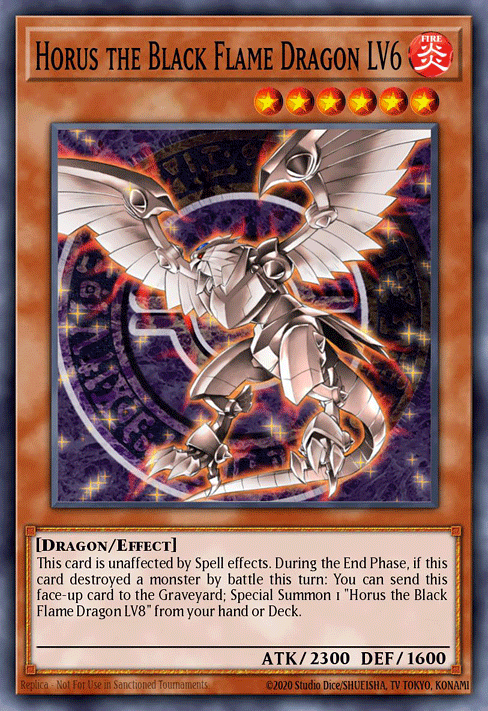 Horus the Black Flame Dragon LV6
FIRE
炎
[Dragon/Effect]
This card is unaffected by Spell effects. During the End Phase, if this
card destroyed a monster by battle this turn: You can send this
face-up card to the Graveyard; Special Summon 1 "Horus the Black
Flame Dragon LV8" from your hand or Deck.
ATK/2300 DEF/1600
Replica - Not For Use in Sanctioned Tournaments
©2020 Studio Dice/SHUEISHA, TV TOKYO, KONAMI